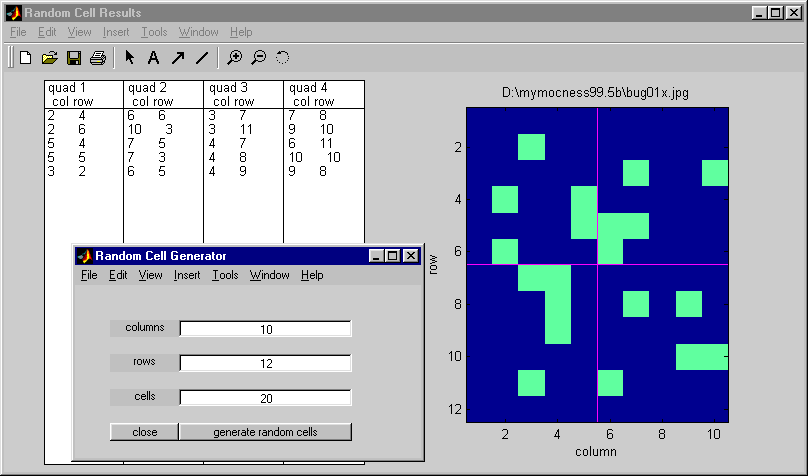 Random Cell Results
File Edit View Insert Tools Window Help
quad 1 quad 2 quad 3 quad 4
col row col row col row col row
2 4 6 6 3 7 7 8
2 6 10 3 3 11 9 10
5 4 7 5 4 7 6 11
5 5 7 3 4 8 10 10
3 2 6 5 4 9 9 8
D:\mymocness99.5b\bug01x.jpg
2
4
6
8
10
12
row
2 4 6 8 10
column
Random Cell Generator
File Edit View Insert Tools Window Help
columns 10
rows 12
cells 20
close generate random cells